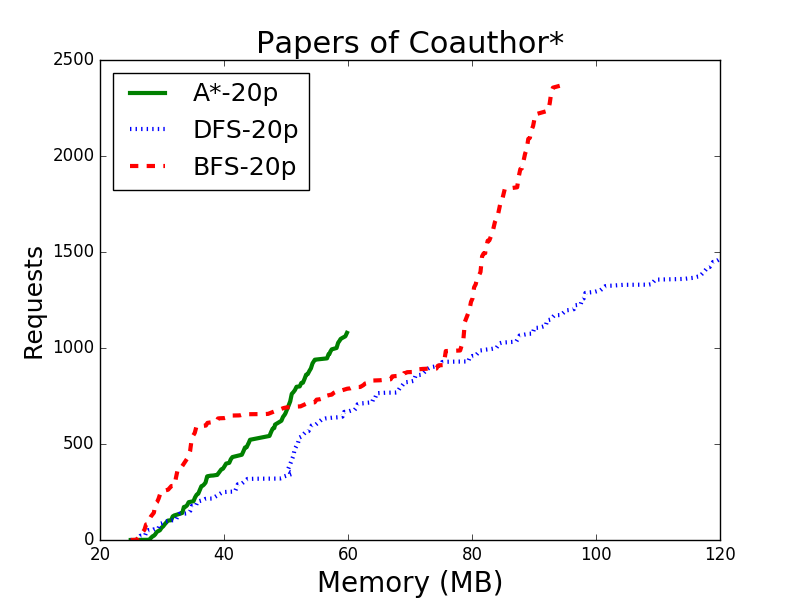 Papers of Coauthor*
2500
2000
1500
1000
500
0
Requests
A*-20p
DFS-20p
BFS-20p
20 40 60 80 100 120
Memory (MB)